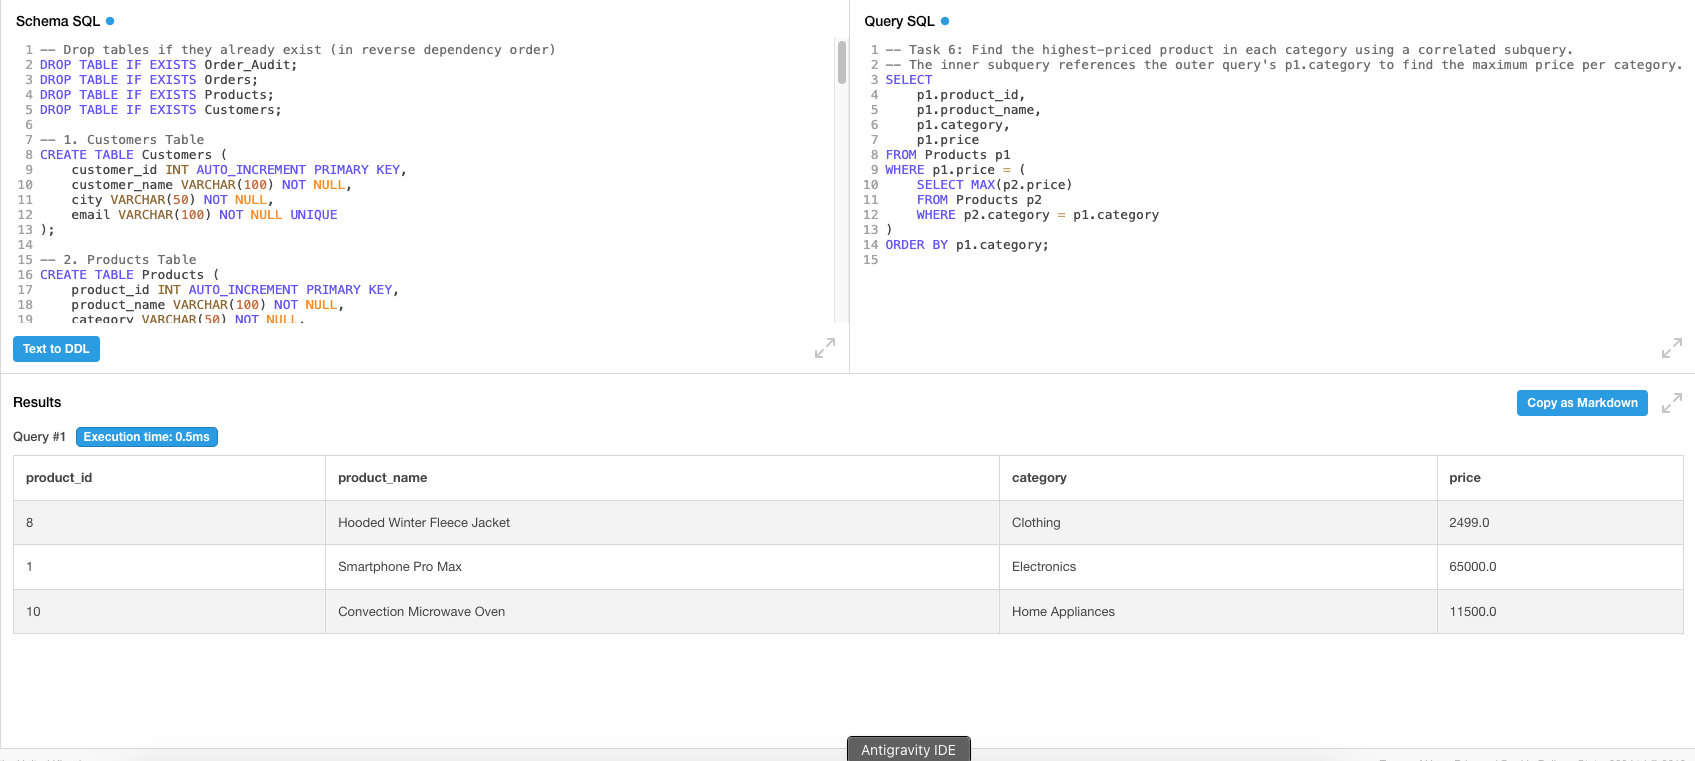 Schema SQL
1 -- Drop tables if they already exist (in reverse dependency order)
2 DROP TABLE IF EXISTS Order_Audit;
3 DROP TABLE IF EXISTS Orders;
4 DROP TABLE IF EXISTS Products;
5 DROP TABLE IF EXISTS Customers;
6
7 -- 1. Customers Table
8 CREATE TABLE Customers (
9     customer_id INT AUTO_INCREMENT PRIMARY KEY,
10     customer_name VARCHAR(100) NOT NULL,
11     city VARCHAR(50) NOT NULL,
12     email VARCHAR(100) NOT NULL UNIQUE
13 );
14
15 -- 2. Products Table
16 CREATE TABLE Products (
17     product_id INT AUTO_INCREMENT PRIMARY KEY,
18     product_name VARCHAR(100) NOT NULL,
19     category VARCHAR(50) NOT NULL,
Text to DDL
Query SQL
1 -- Task 6: Find the highest-priced product in each category using a correlated subquery.
2 -- The inner subquery references the outer query's p1.category to find the maximum price per category.
3 SELECT
4     p1.product_id,
5     p1.product_name,
6     p1.category,
7     p1.price
8 FROM Products p1
9 WHERE p1.price = (
10     SELECT MAX(p2.price)
11     FROM Products p2
12     WHERE p2.category = p1.category
13 )
14 ORDER BY p1.category;
15
Results
Copy as Markdown
Query #1 Execution time: 0.5ms
product_id product_name category price
8 Hooded Winter Fleece Jacket Clothing 2499.0
1 Smartphone Pro Max Electronics 65000.0
10 Convection Microwave Oven Home Appliances 11500.0
Antigravity IDE